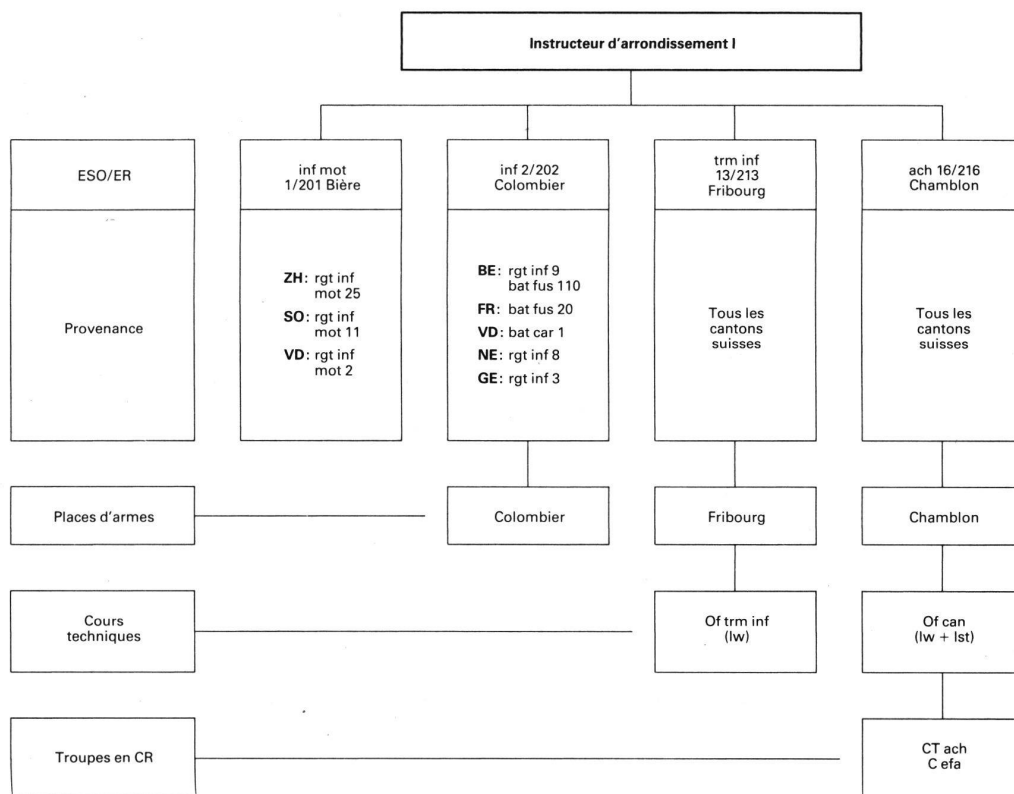 Instructeur d'arrondissement I
ESO/ER
inf mot
1/201 Bière
inf 2/202
Colombier
trm inf
13/213
Fribourg
ach 16/216
Chamblon
Provenance
ZH: rgt inf
mot 25
SO: rgt inf
mot 11
VD: rgt inf
mot 2
BE: rgt inf 9
bat fus 110
FR: bat fus 20
VD: bat car 1
NE: rgt inf 8
GE: rgt inf 3
Tous les
cantons
suisses
Tous les
cantons
suisses
Places d'armes
Colombier
Fribourg
Chamblon
Cours
techniques
Of trm inf
(lw)
Of can
(lw + lst)
Troupes en CR
CT ach
C efa